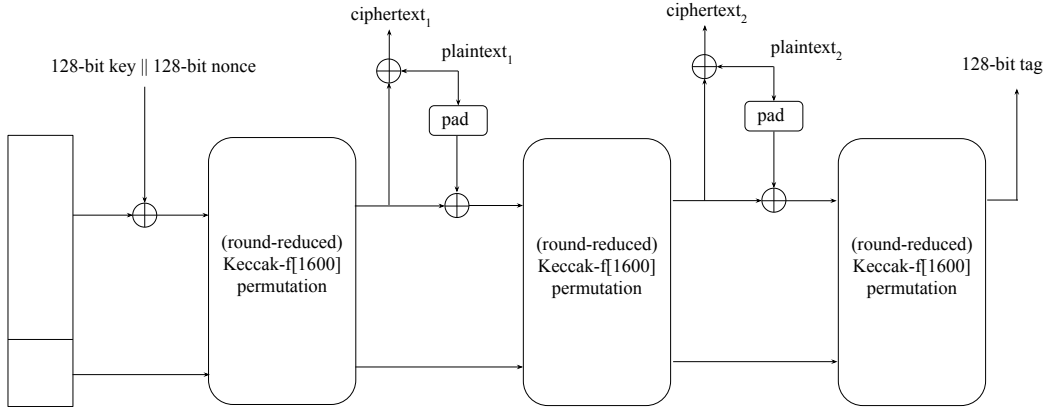 ciphertext₁
ciphertext₂
plaintext₁
plaintext₂
128-bit key || 128-bit nonce
128-bit tag
pad
pad
(round-reduced)
Keccak-f[1600]
permutation
(round-reduced)
Keccak-f[1600]
permutation
(round-reduced)
Keccak-f[1600]
permutation